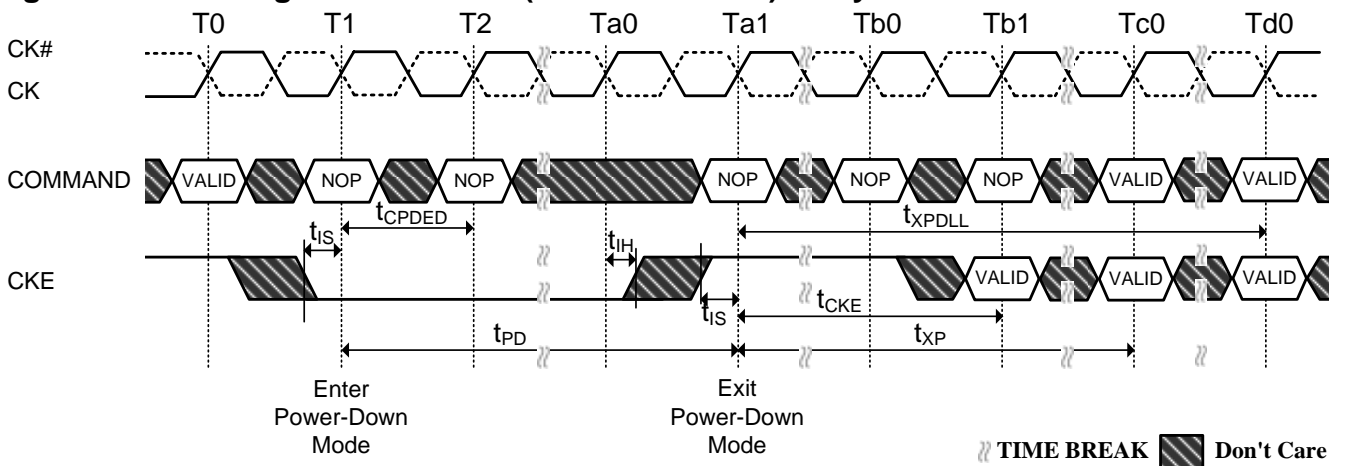 T0 T1 T2 Ta0 Ta1 Tb0 Tb1 Tc0 Td0
CK#
CK
COMMAND VALID NOP NOP NOP NOP NOP VALID VALID
tCPDED tXPDLL
tIS tIH
CKE VALID VALID VALID
tIS tCKE
tPD tXP
Enter
Power-Down
Mode
Exit
Power-Down
Mode
TIME BREAK Don't Care